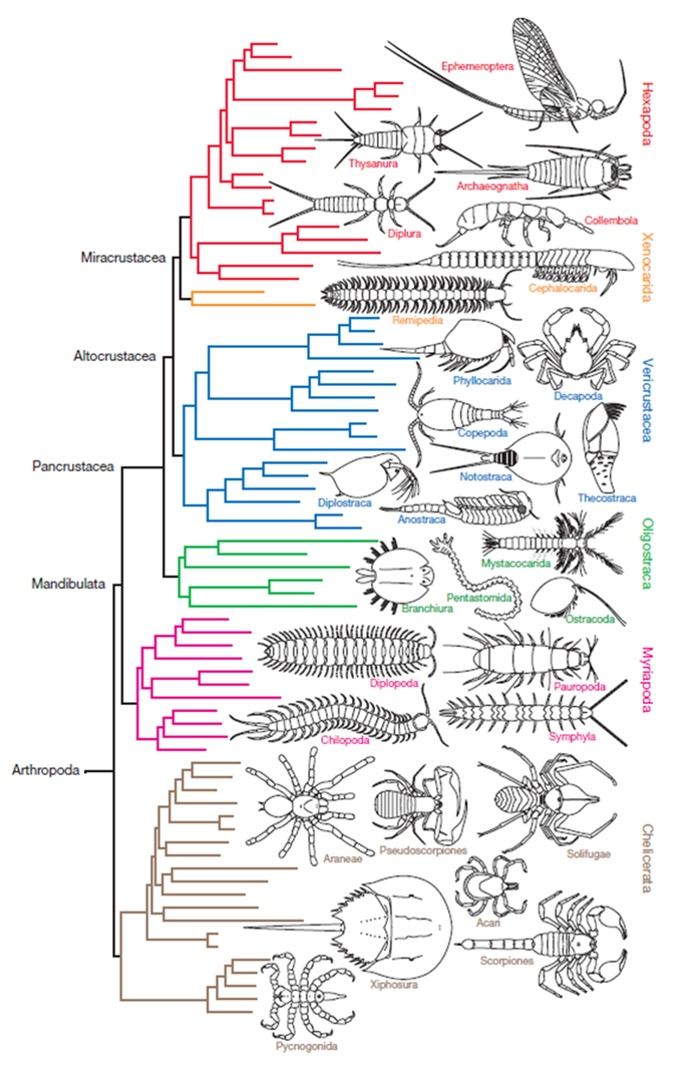 Ephemeroptera
Hexapoda
Thysanura
Archaeognatha
Diplura
Collembola
Xenocarida
Miracrustacea
Cephalocarida
Remipedia
Altocrustacea
Vericrustacea
Phyllocarida
Decapoda
Copepoda
Pancrustacea
Notostraca
Diplostraca
Thecostraca
Anostraca
Oligostraca
Mystacocarida
Mandibulata
Pentastomida
Branchiura
Ostracoda
Myriapoda
Diplopoda
Pauropoda
Symphyla
Chilopoda
Arthropoda
Chelicerata
Araneae
Pseudoscorpiones
Solifugae
Acari
Scorpiones
Xiphosura
Pycnogonida